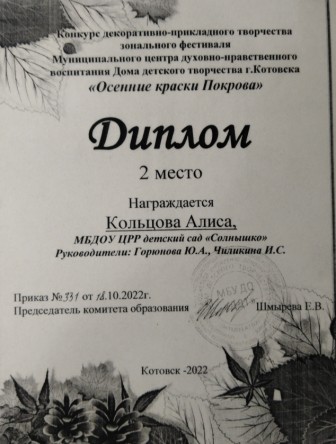 Конкурс декоративно-прикладного творчества
зонального фестиваля
Муниципального центра духовно-нравственного
воспитания Дома детского творчества г.Котовска
«Осенние краски Покрова»
Диплом
2 место
Награждается
Кольцова Алиса,
МБДОУ ЦРР детский сад «Солнышко»
Руководители: Горюнова Ю.А., Чиликина И.С.
Приказ №331 от 18.10.2022г.
Председатель комитета образования Шмырева Е.В.
МБУ ДО
Котовск -2022